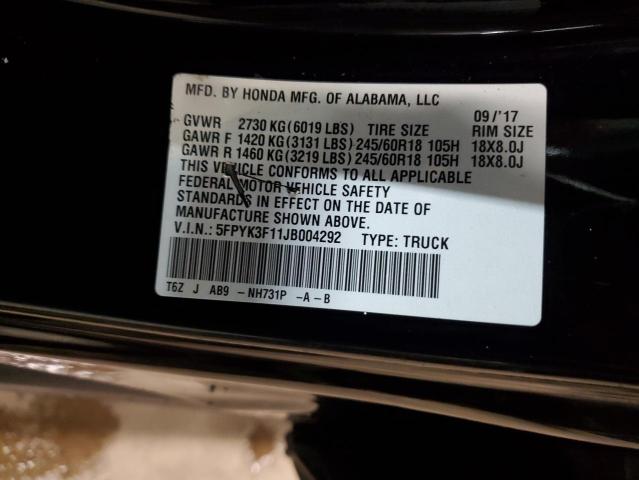 MFD. BY HONDA MFG. OF ALABAMA, LLC
09/'17
GVWR 2730 KG(6019 LBS) TIRE SIZE RIM SIZE
GAWR F 1420 KG(3131 LBS)245/60R18 105H 18X8.0J
GAWR R 1460 KG(3219 LBS)245/60R18 105H 18X8.0J
THIS VEHICLE CONFORMS TO ALL APPLICABLE
FEDERAL MOTOR VEHICLE SAFETY
STANDARDS IN EFFECT ON THE DATE OF
MANUFACTURE SHOWN ABOVE.
V.I.N.: 5FPYK3F11JB004292 TYPE: TRUCK
T6Z J AB9 -NH731P -A-B